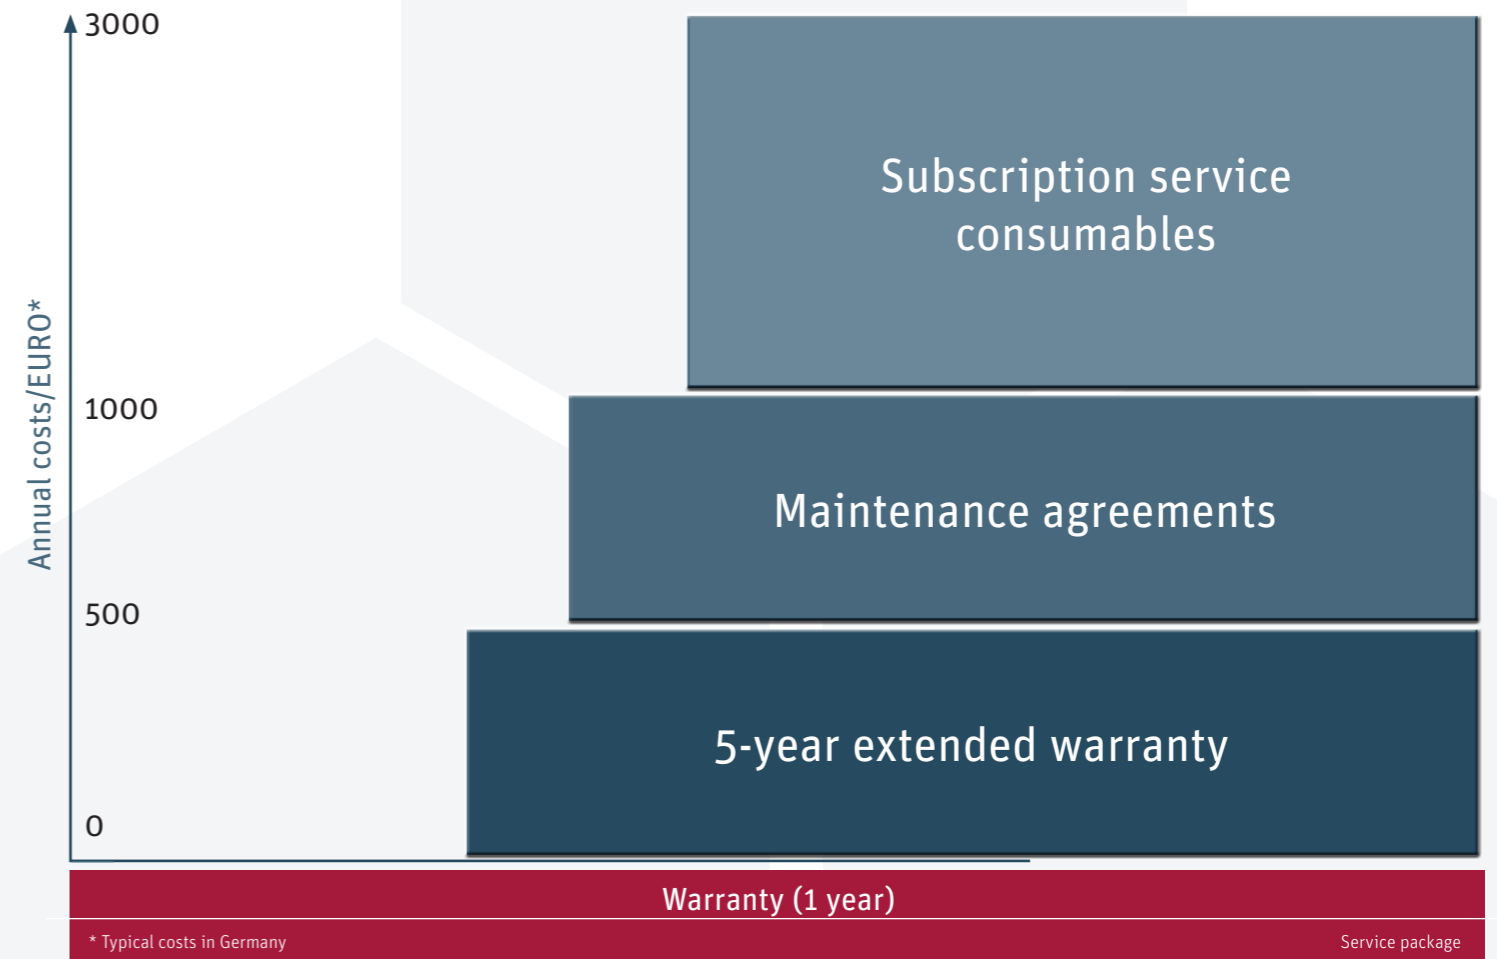 3000
Subscription service
consumables
Annual costs/EURO*
1000
Maintenance agreements
500
5-year extended warranty
0
Warranty (1 year)
* Typical costs in Germany
Service package